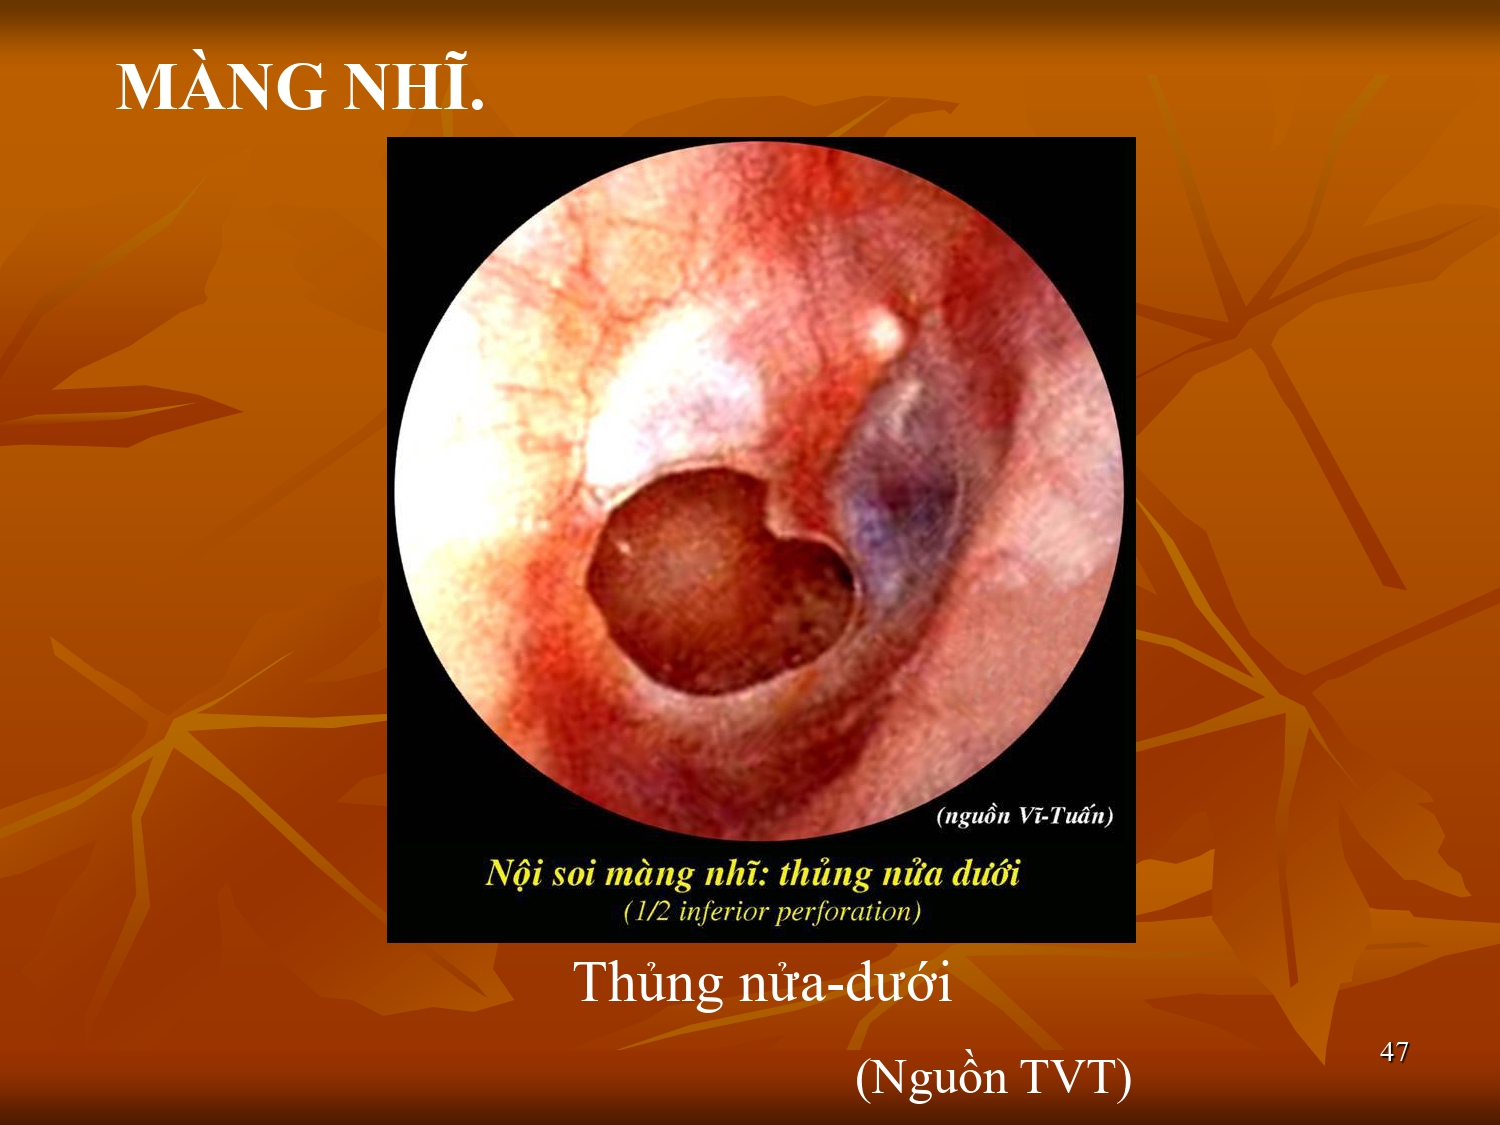 MÀNG NHĨ.
(nguồn Vĩ-Tuấn)
Nội soi màng nhĩ: thủng nửa dưới
(1/2 inferior perforation)
Thủng nửa-dưới
(Nguồn TVT)
47